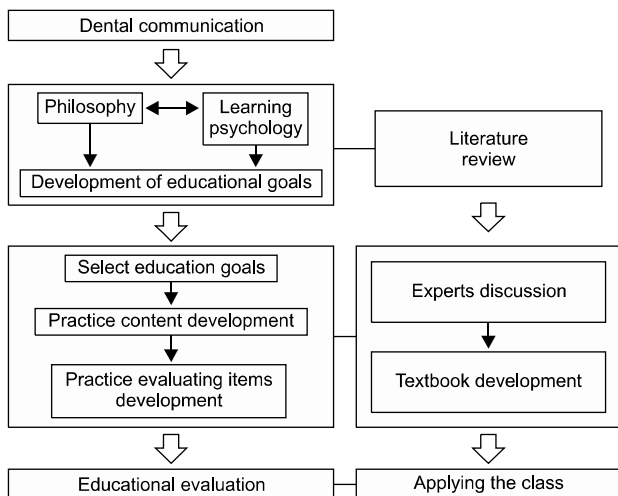 Dental communication
Philosophy
Learning
psychology
Development of educational goals
Literature
review
Select education goals
Practice content development
Practice evaluating items
development
Experts discussion
Textbook development
Educational evaluation
Applying the class